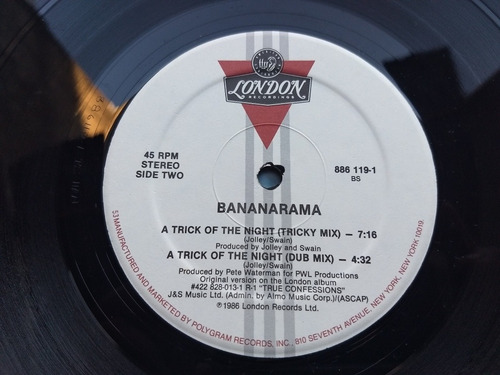 LONDON
RECORDINGS
45 RPM
STEREO
SIDE TWO
886 119-1
BS
BANANARAMA
A TRICK OF THE NIGHT (TRICKY MIX) — 7:16
(Jolley/Swain)
Produced by Jolley and Swain
A TRICK OF THE NIGHT (DUB MIX) — 4:32
(Jolley/Swain)
Produced by Pete Waterman for PWL Productions
Original version on the London album
#422 828-013-1 R-1 "TRUE CONFESSIONS"
J&S Music Ltd. (Admin. by Almo Music Corp.)/(ASCAP)
℗ 1986 London Records Ltd.
53 MANUFACTURED AND MARKETED BY POLYGRAM RECORDS, INC., 810 SEVENTH AVENUE, NEW YORK, NEW YORK 10019.